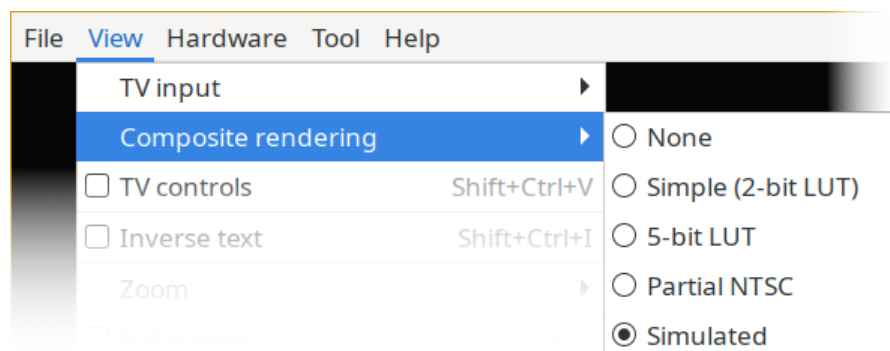 File View Hardware Tool Help
TV input
Composite rendering
None
TV controls Shift+Ctrl+V
Simple (2-bit LUT)
Inverse text Shift+Ctrl+I
5-bit LUT
Zoom
Partial NTSC
Simulated